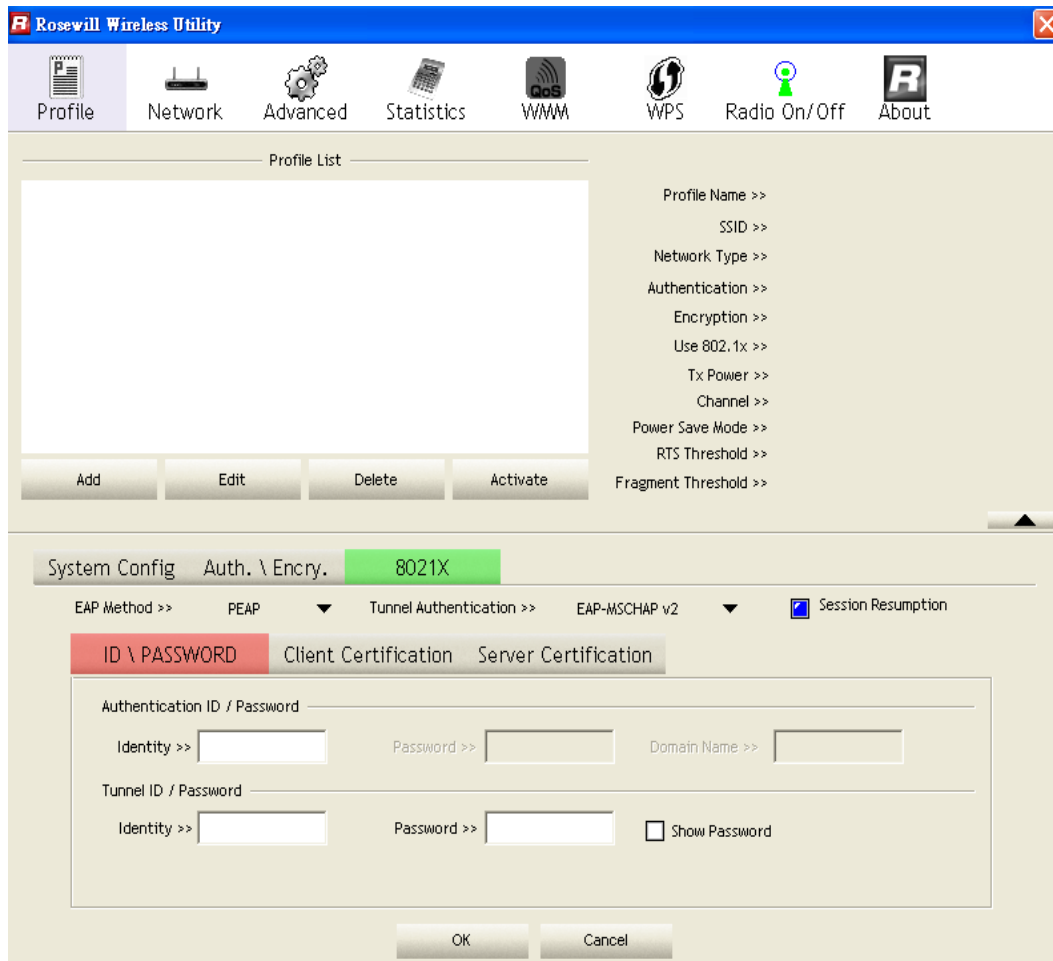 R Rosewill Wireless Utility
Profile Network Advanced Statistics QoS WMM WPS Radio On/Off R About
Profile List
Profile Name >>
SSID >>
Network Type >>
Authentication >>
Encryption >>
Use 802.1x >>
Tx Power >>
Channel >>
Power Save Mode >>
RTS Threshold >>
Fragment Threshold >>
Add Edit Delete Activate
System Config Auth. \ Encry. 8021X
EAP Method >> PEAP Tunnel Authentication >> EAP-MSCHAP v2 Session Resumption
ID \ PASSWORD Client Certification Server Certification
Authentication ID / Password
Identity >> Password >> Domain Name >>
Tunnel ID / Password
Identity >> Password >> Show Password
OK Cancel